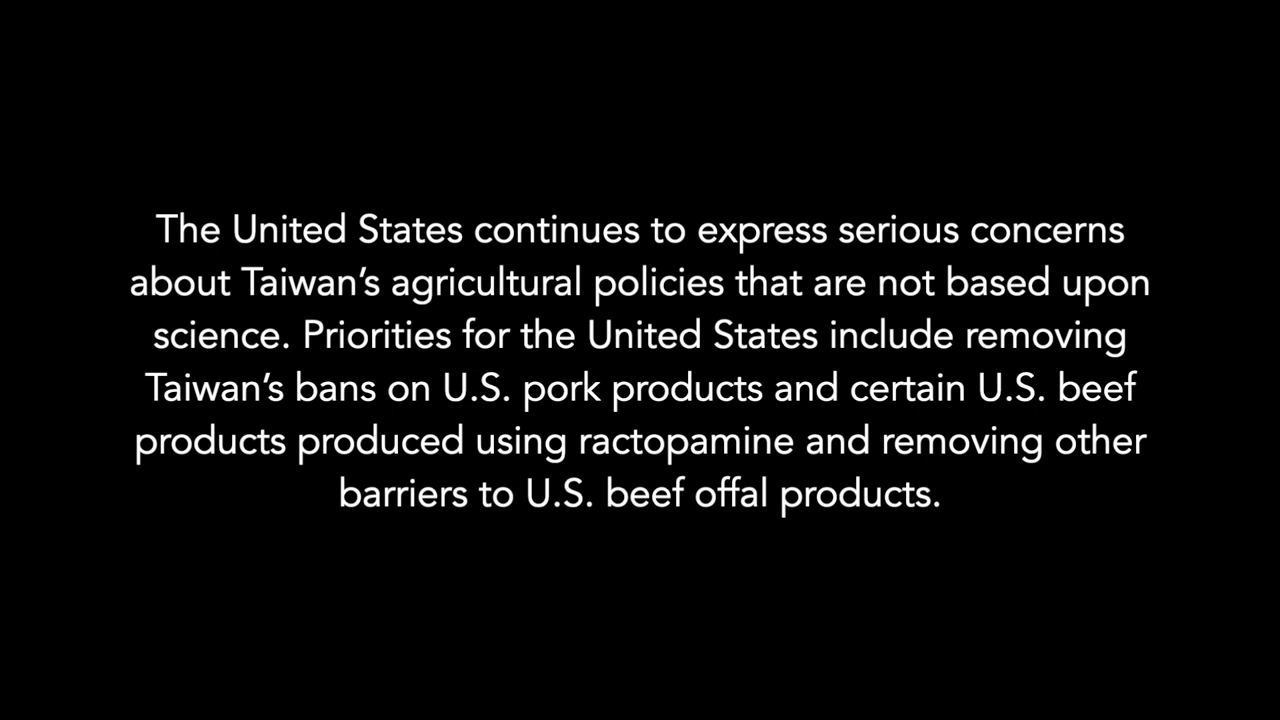 The United States continues to express serious concerns
about Taiwan’s agricultural policies that are not based upon
science. Priorities for the United States include removing
Taiwan’s bans on U.S. pork products and certain U.S. beef
products produced using ractopamine and removing other
barriers to U.S. beef offal products.